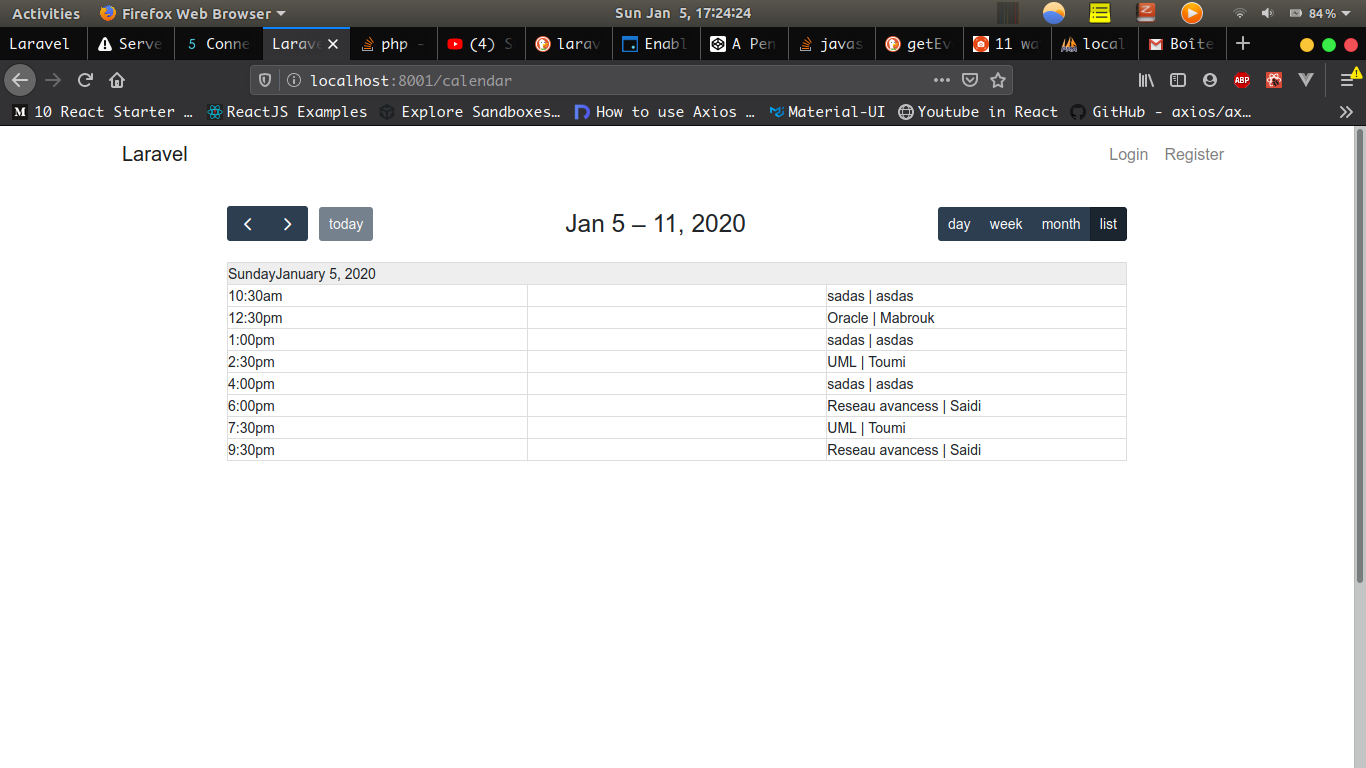 Activities Firefox Web Browser Sun Jan 5, 17:24:24 84%
Laravel Serve 5 Conne Larave php - (4) S larav Enabl A Pen javas getEv 11 wa local Boîte
localhost:8001/calendar ABP
M 10 React Starter … ReactJS Examples Explore Sandboxes… How to use Axios … Material-UI Youtube in React GitHub - axios/ax…
Laravel Login Register
today Jan 5 – 11, 2020 day week month list
SundayJanuary 5, 2020
10:30am sadas | asdas
12:30pm Oracle | Mabrouk
1:00pm sadas | asdas
2:30pm UML | Toumi
4:00pm sadas | asdas
6:00pm Reseau avancess | Saidi
7:30pm UML | Toumi
9:30pm Reseau avancess | Saidi